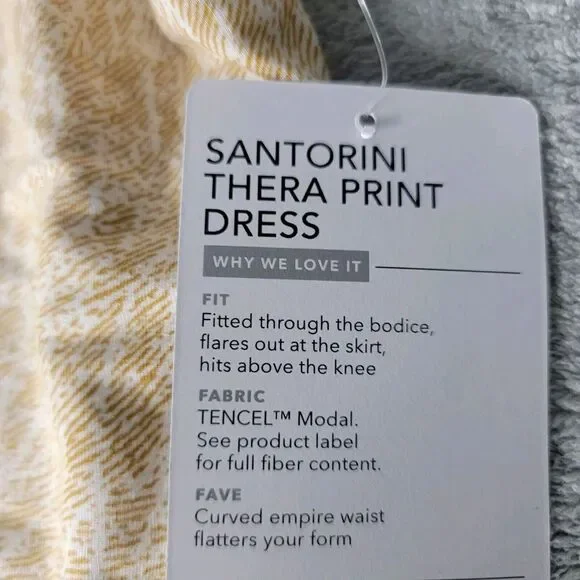 SANTORINI
THERA PRINT
DRESS
WHY WE LOVE IT
FIT
Fitted through the bodice,
flares out at the skirt,
hits above the knee
FABRIC
TENCEL™ Modal.
See product label
for full fiber content.
FAVE
Curved empire waist
flatters your form